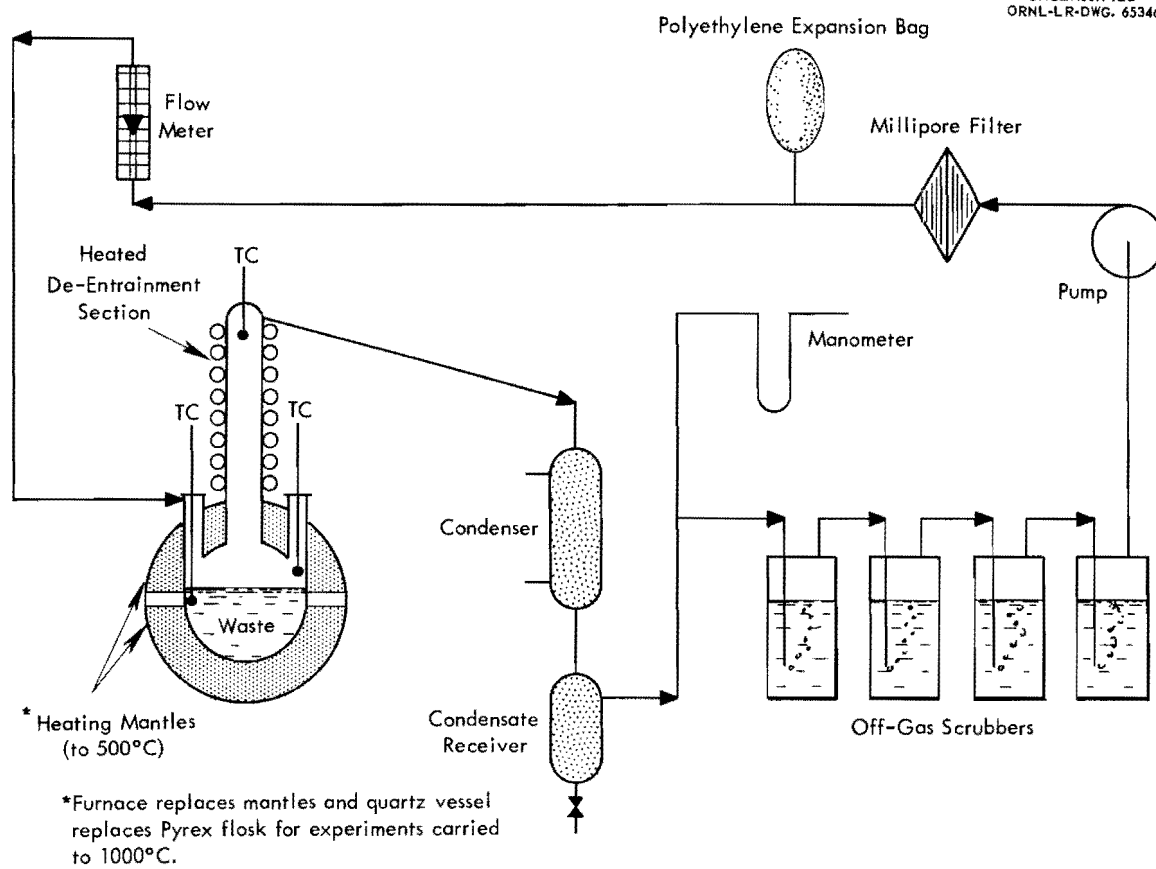 ORNL-LR-DWG. 65346
Polyethylene Expansion Bag
Flow
Meter
Millipore Filter
Heated
De-Entrainment
Section
TC
Pump
Manometer
TC
TC
Condenser
Waste
*Heating Mantles
(to 500°C)
Condensate
Receiver
Off-Gas Scrubbers
*Furnace replaces mantles and quartz vessel
replaces Pyrex flosk for experiments carried
to 1000°C.